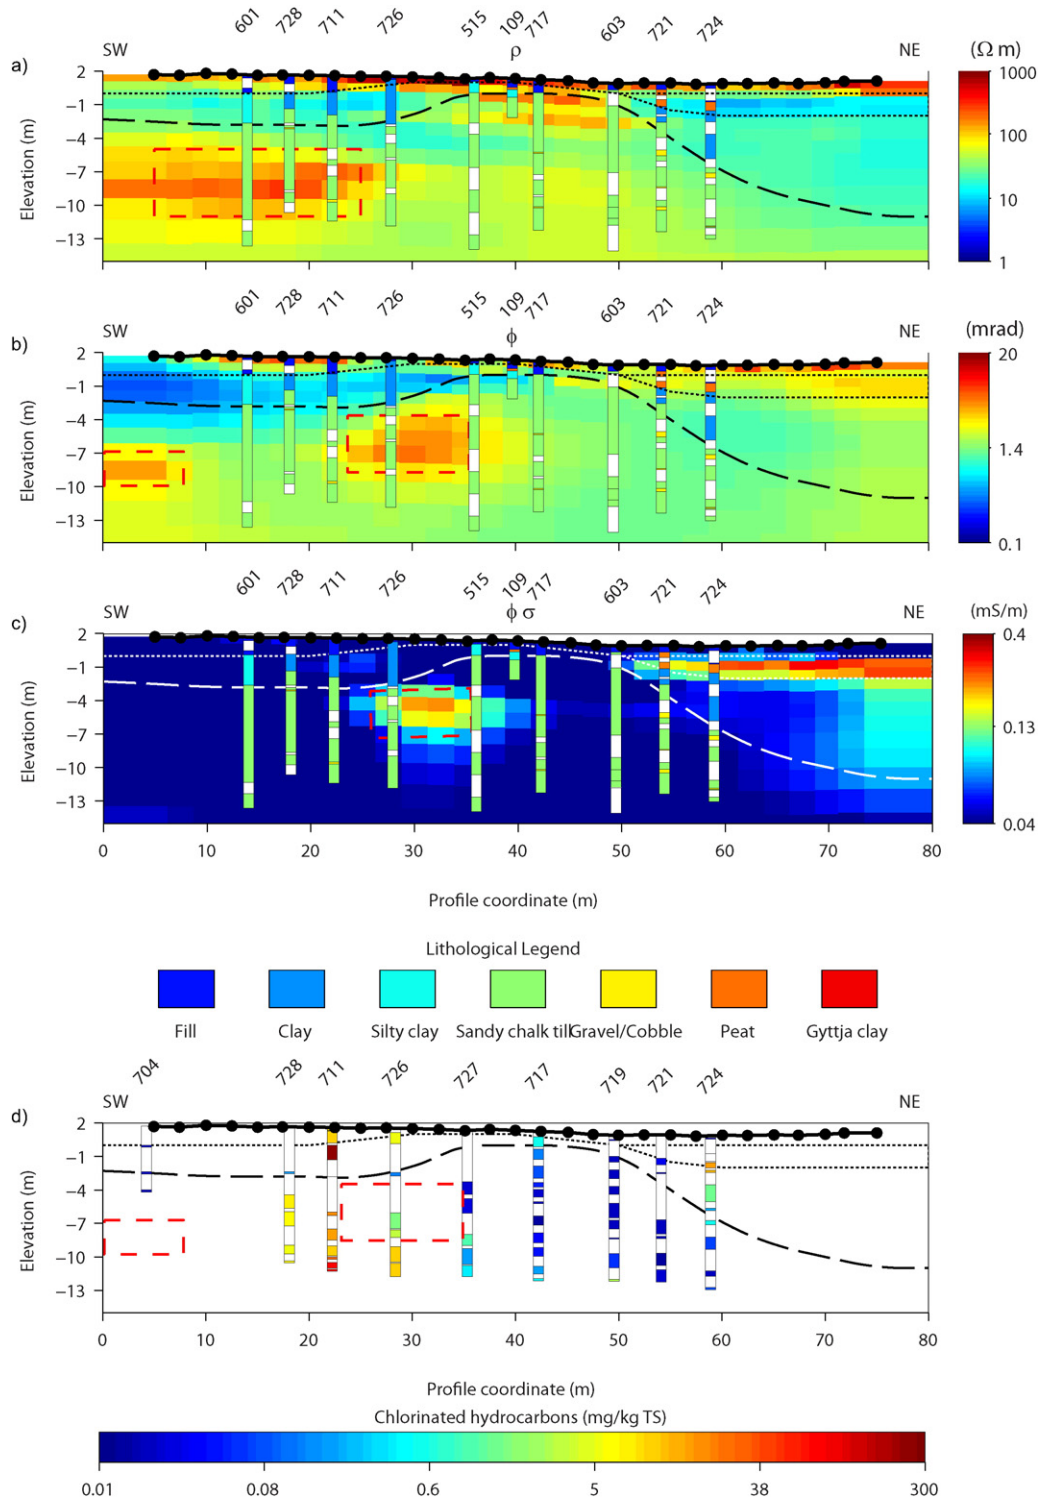 601 728 711 726 515 109 717 603 721 724
a) SW ρ NE (Ω m)
2 1000
−1
−4 100
−7
−10 10
−13
1
Elevation (m)
601 728 711 726 515 109 717 603 721 724
SW NE (mrad)
b) ϕ
2 20
−1
−4
−7 1.4
−10
−13 0.1
Elevation (m)
601 728 711 726 515 109 717 603 721 724
SW ϕ σ NE (mS/m)
c)
2 0.4
−1
−4
−7 0.13
−10
−13 0.04
Elevation (m)
0 10 20 30 40 50 60 70 80
Profile coordinate (m)
Lithological Legend
Fill Clay Silty clay Sandy chalk till Gravel/Cobble Peat Gyttja clay
704 728 711 726 727 717 719 721 724
SW NE
d)
2
−1
−4
−7
−10
−13
Elevation (m)
0 10 20 30 40 50 60 70 80
Profile coordinate (m)
Chlorinated hydrocarbons (mg/kg TS)
0.01 0.08 0.6 5 38 300